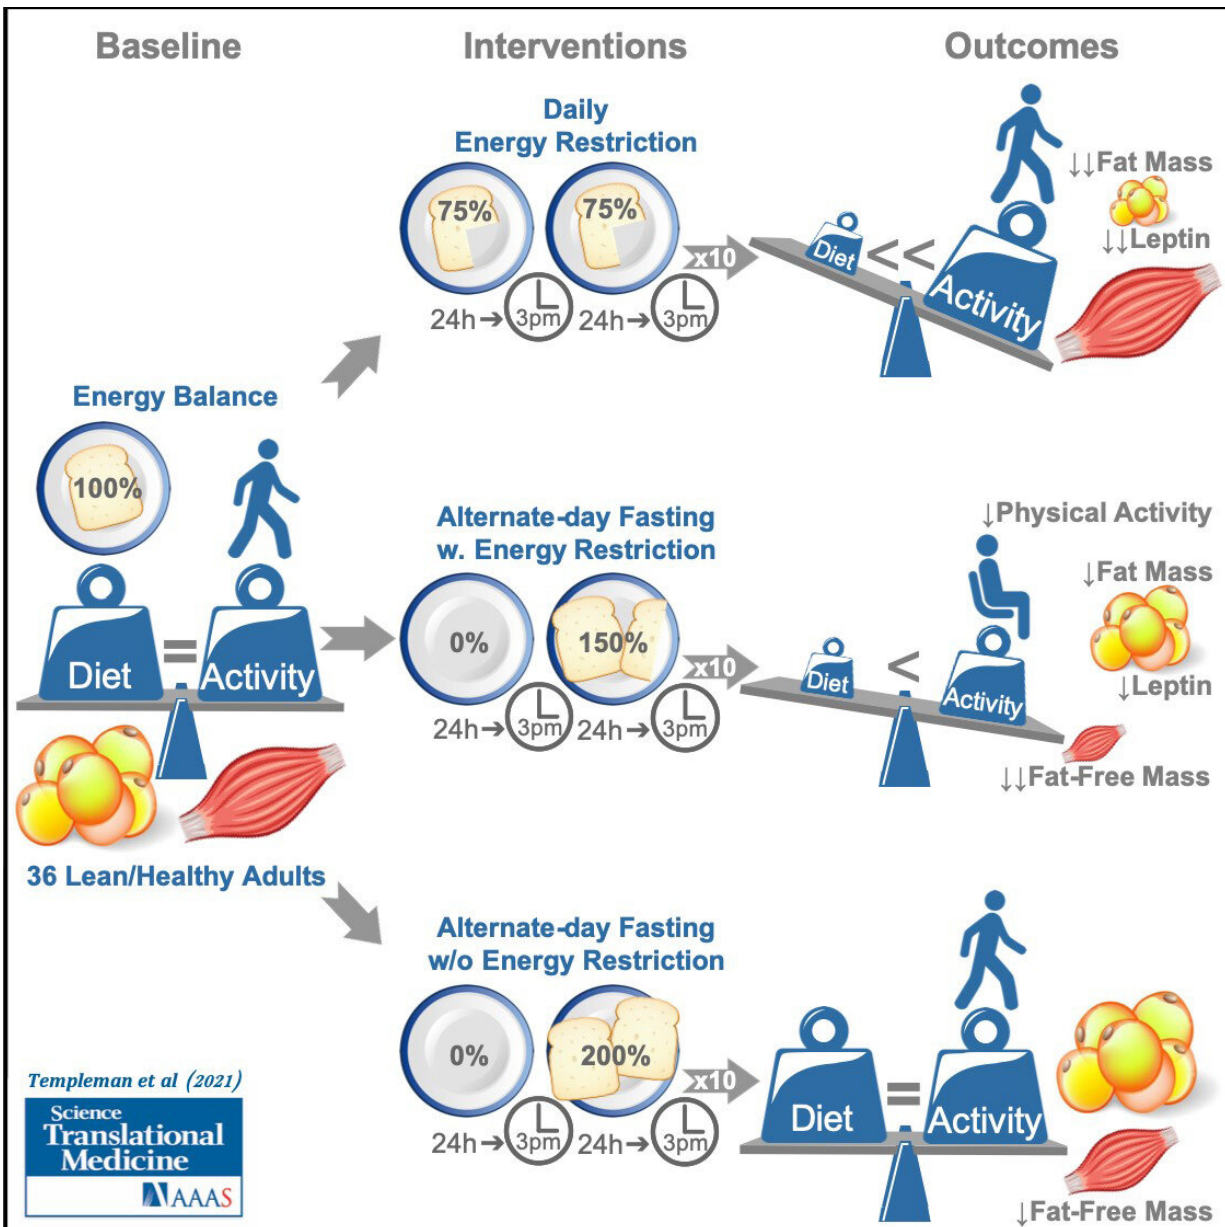 Baseline
Interventions
Outcomes
Daily
Energy Restriction
75%
75%
24h→
3pm
24h→
3pm
x10
Diet
<<
Activity
↓↓Fat Mass
↓↓Leptin
Energy Balance
100%
Diet
=
Activity
36 Lean/Healthy Adults
Alternate-day Fasting
w. Energy Restriction
0%
150%
24h→
3pm
24h→
3pm
x10
Diet
<
Activity
↓Physical Activity
↓Fat Mass
↓Leptin
↓↓Fat-Free Mass
Alternate-day Fasting
w/o Energy Restriction
0%
200%
24h→
3pm
24h→
3pm
x10
Diet
=
Activity
↓Fat-Free Mass
Templeman et al (2021)
Science
Translational
Medicine
AAAS